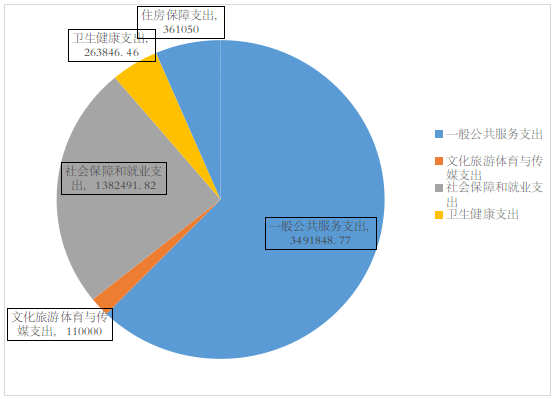 住房保障支出,
361050
卫生健康支出,
263846.46
社会保障和就业支
出, 1382491.82
一般公共服务支出,
3491848.77
文化旅游体育与传
媒支出, 110000
一般公共服务支出
文化旅游体育与传
媒支出
社会保障和就业支
出
卫生健康支出